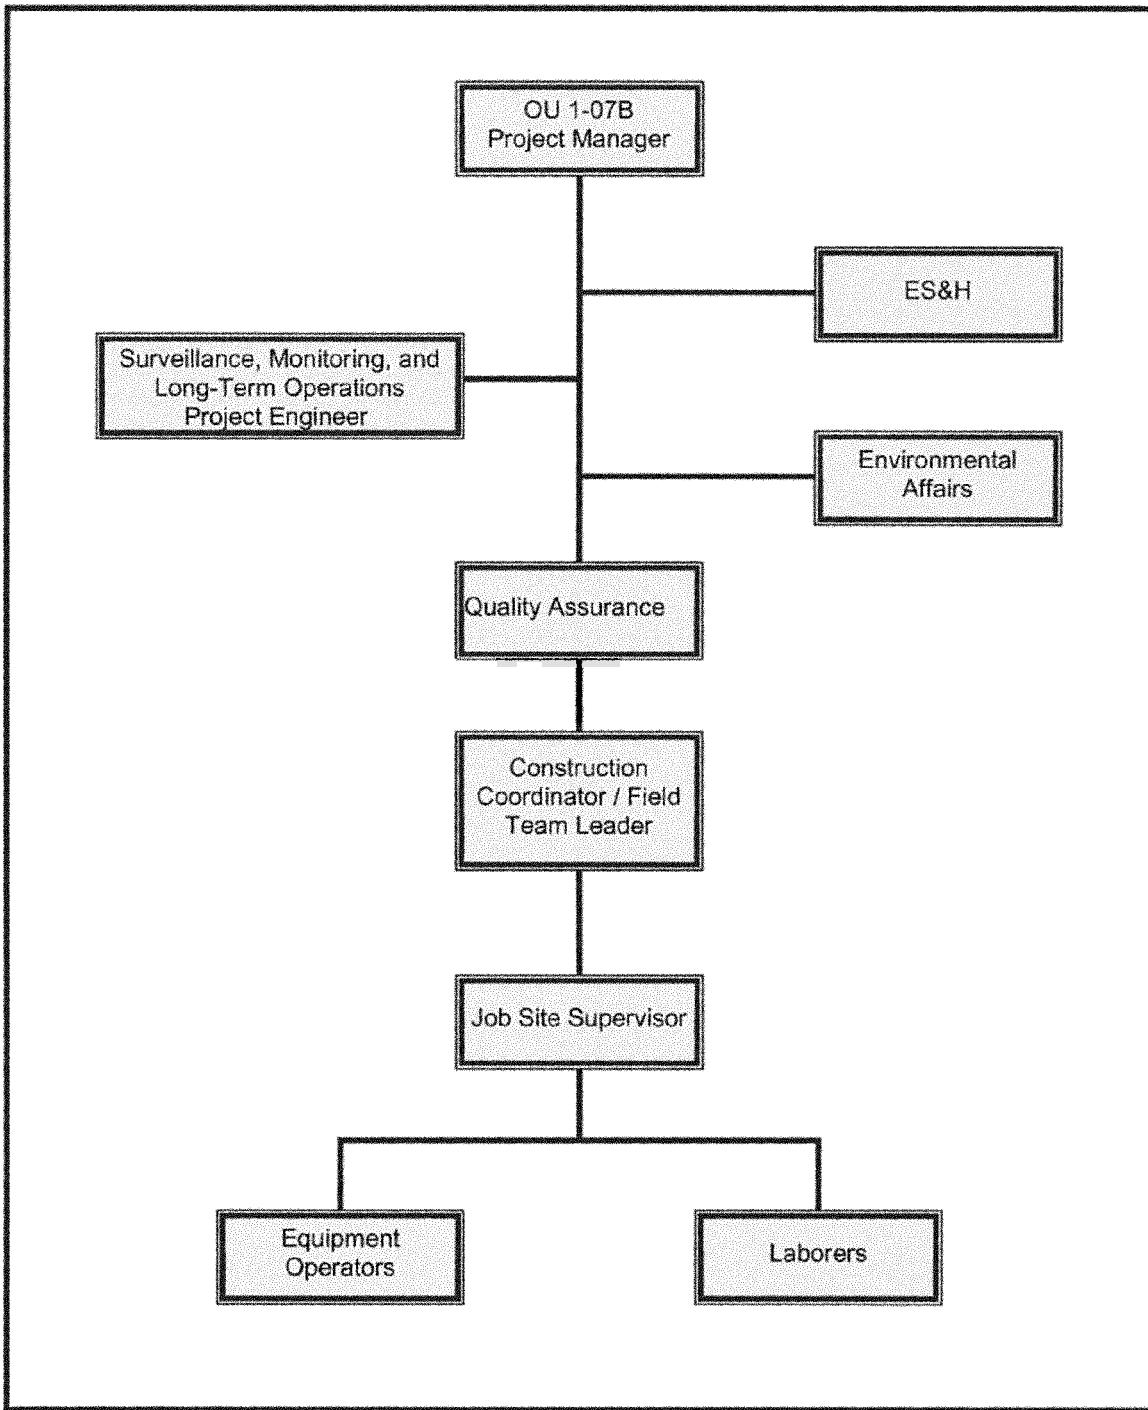 OU 1-07B
Project Manager
ES&H
Surveillance, Monitoring, and
Long-Term Operations
Project Engineer
Environmental
Affairs
Quality Assurance
Construction
Coordinator / Field
Team Leader
Job Site Supervisor
Equipment
Operators
Laborers